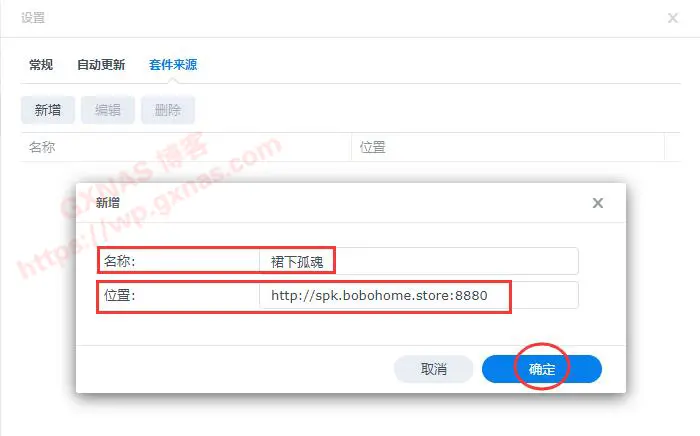 设置
常规 自动更新 套件来源
新增 编辑 删除
名称 位置
GXNAS 博客
https://wp.gxnas.com
新增
名称: 裙下孤魂
位置: http://spk.bobohome.store:8880
取消 确定